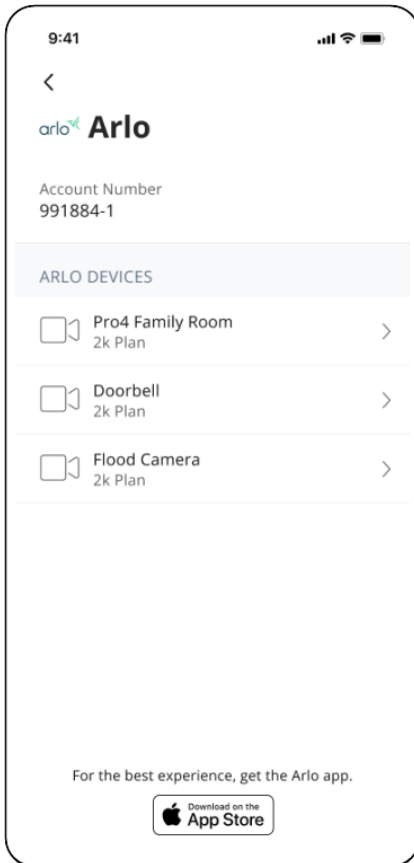 9:41
arlo Arlo
Account Number
991884-1
ARLO DEVICES
Pro4 Family Room
2k Plan
Doorbell
2k Plan
Flood Camera
2k Plan
For the best experience, get the Arlo app.
Download on the
App Store